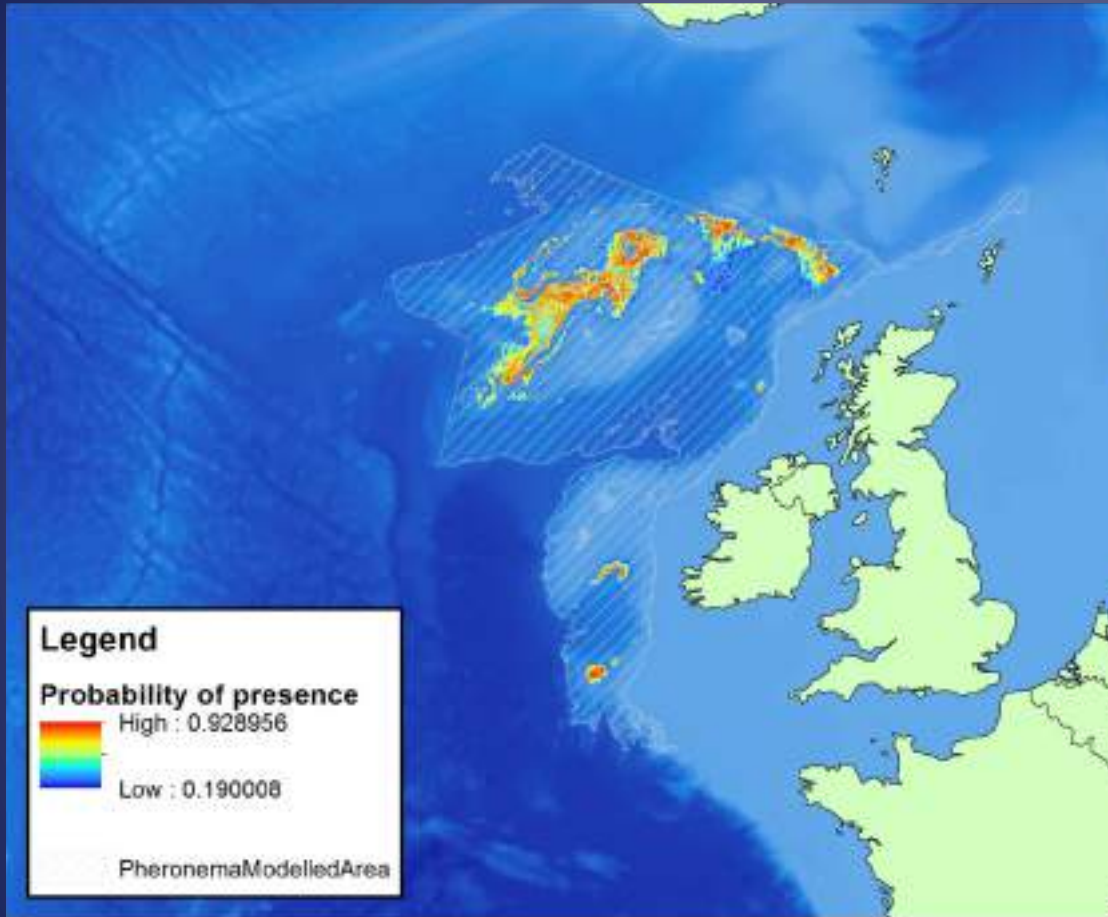 Legend
Probability of presence
High : 0.928956
Low : 0.190008
PheronemaModelledArea